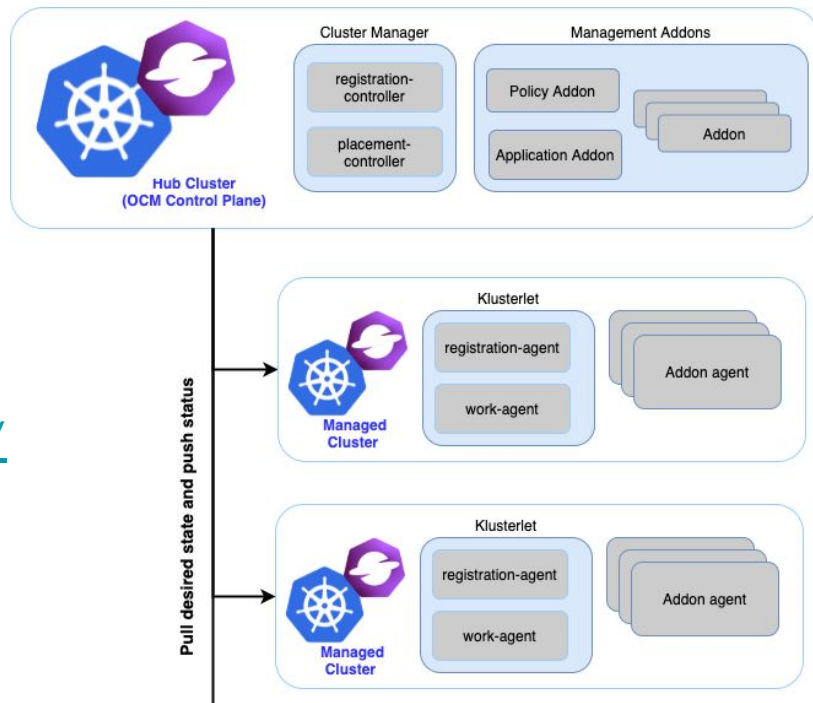 Cluster Manager
Management Addons
registration-
controller
placement-
controller
Policy Addon
Application Addon
Addon
Hub Cluster
(OCM Control Plane)
Pull desired state and push status
Klusterlet
registration-agent
work-agent
Addon agent
Managed
Cluster
Klusterlet
registration-agent
work-agent
Addon agent
Managed
Cluster